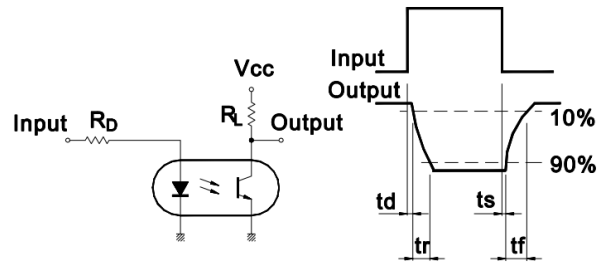 Input
RD
Vcc
RL
Output
Input
Output
10%
90%
td
ts
tr
tf